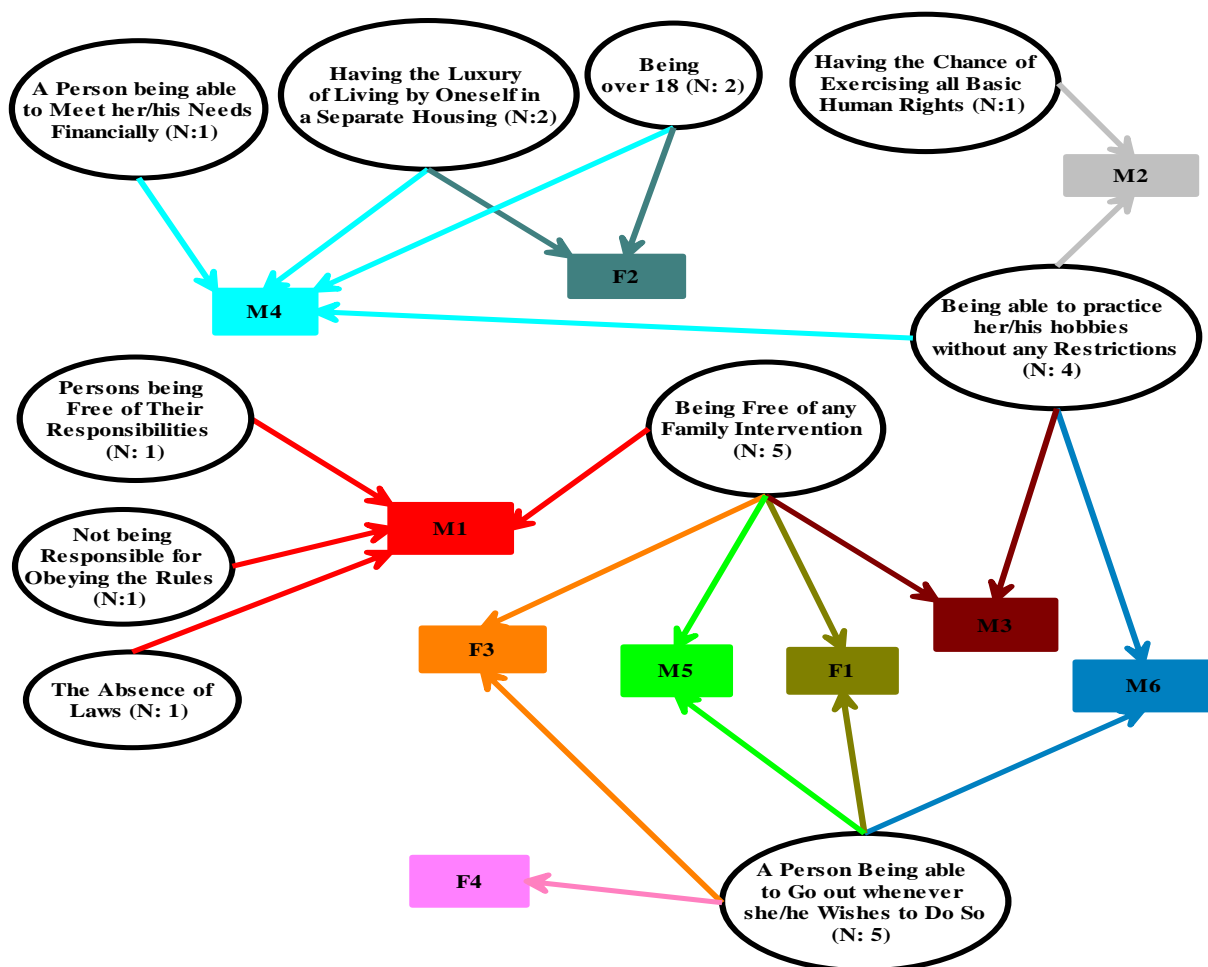 A Person being able
to Meet her/his Needs
Financially (N:1)
Having the Luxury
of Living by Oneself in
a Separate Housing (N:2)
Being
over 18 (N: 2)
Having the Chance of
Exercising all Basic
Human Rights (N:1)
M2
F2
M4
Being able to practice
her/his hobbies
without any Restrictions
(N: 4)
Persons being
Free of Their
Responsibilities
(N: 1)
Being Free of any
Family Intervention
(N: 5)
M1
Not being
Responsible for
Obeying the Rules
(N:1)
The Absence of
Laws (N: 1)
F3
M5
F1
M3
M6
F4
A Person Being able
to Go out whenever
she/he Wishes to Do So
(N: 5)